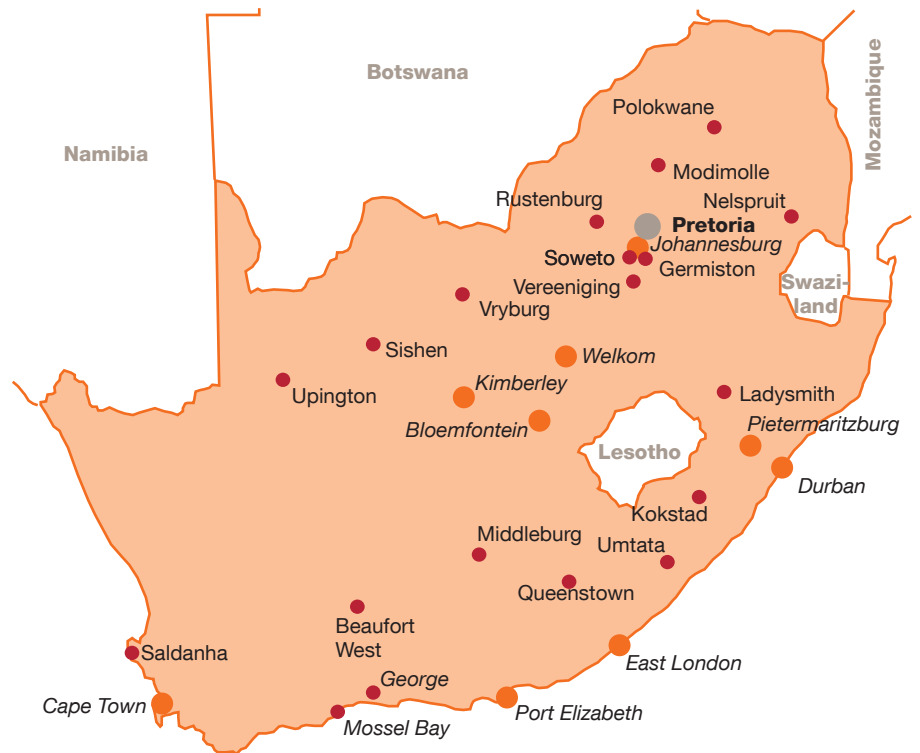 Botswana
Mozambique
Namibia
Polokwane
Modimolle
Rustenburg
Nelspruit
Pretoria
Johannesburg
Soweto
Germiston
Swazi-
land
Vereeniging
Vryburg
Sishen
Welkom
Kimberley
Upington
Ladysmith
Bloemfontein
Pietermaritzburg
Lesotho
Durban
Kokstad
Middleburg
Umtata
Queenstown
Beaufort
West
Saldanha
East London
George
Cape Town
Port Elizabeth
Mossel Bay